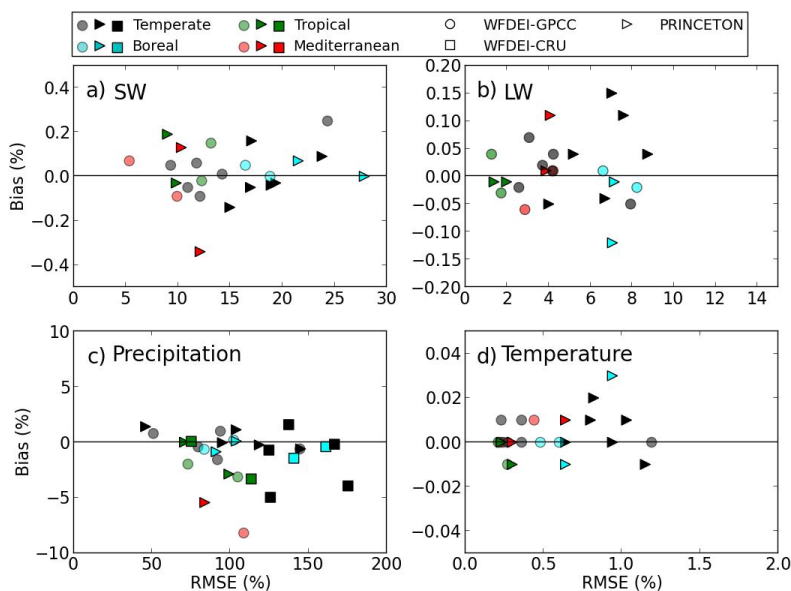 Temperate Tropical WFDEI-GPCC PRINCETON
Boreal Mediterranean WFDEI-CRU
a) SW
0.4
0.2
0.0
−0.2
−0.4
Bias (%)
0 5 10 15 20 25 30
b) LW
0.20
0.15
0.10
0.05
0.00
−0.05
−0.10
−0.15
−0.20
0 2 4 6 8 10 12 14
c) Precipitation
10
5
0
−5
−10
Bias (%)
0 50 100 150 200
RMSE (%)
d) Temperature
0.04
0.02
0.00
−0.02
−0.04
0.0 0.5 1.0 1.5 2.0
RMSE (%)